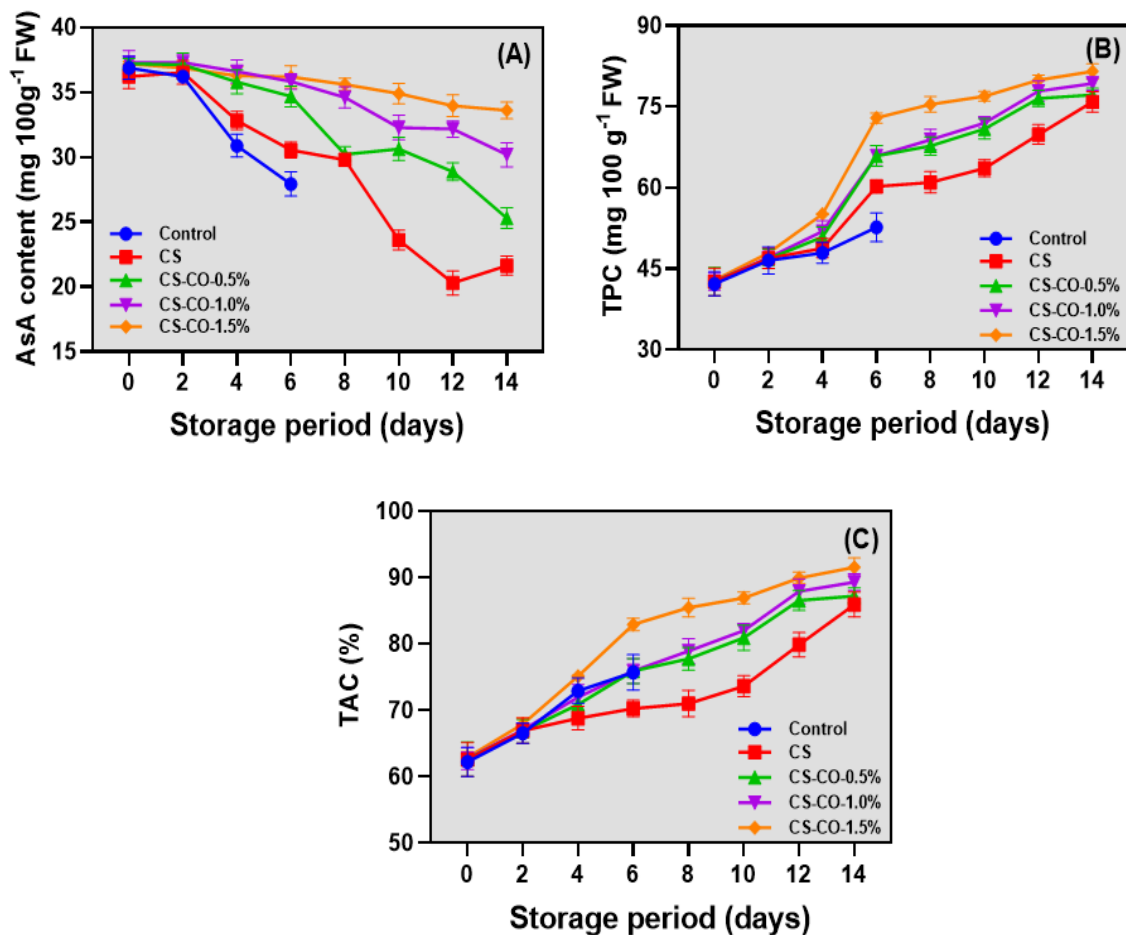 (A)
AsA content (mg 100g-1 FW)
40
35
30
25
20
15
Control
CS
CS-CO-0.5%
CS-CO-1.0%
CS-CO-1.5%
0 2 4 6 8 10 12 14
Storage period (days)
(B)
TPC (mg 100 g-1 FW)
90
75
60
45
30
Control
CS
CS-CO-0.5%
CS-CO-1.0%
CS-CO-1.5%
0 2 4 6 8 10 12 14
Storage period (days)
(C)
TAC (%)
100
90
80
70
60
50
Control
CS
CS-CO-0.5%
CS-CO-1.0%
CS-CO-1.5%
0 2 4 6 8 10 12 14
Storage period (days)